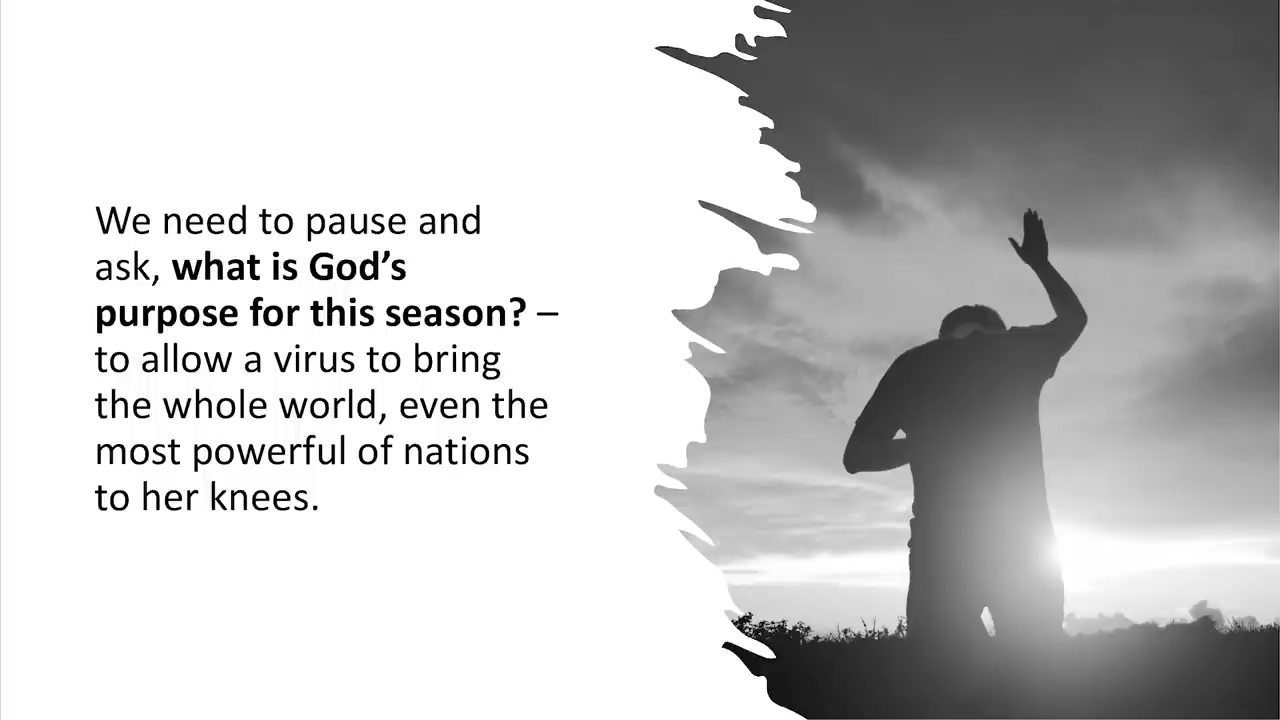 We need to pause and
ask, what is God’s
purpose for this season? –
to allow a virus to bring
the whole world, even the
most powerful of nations
to her knees.